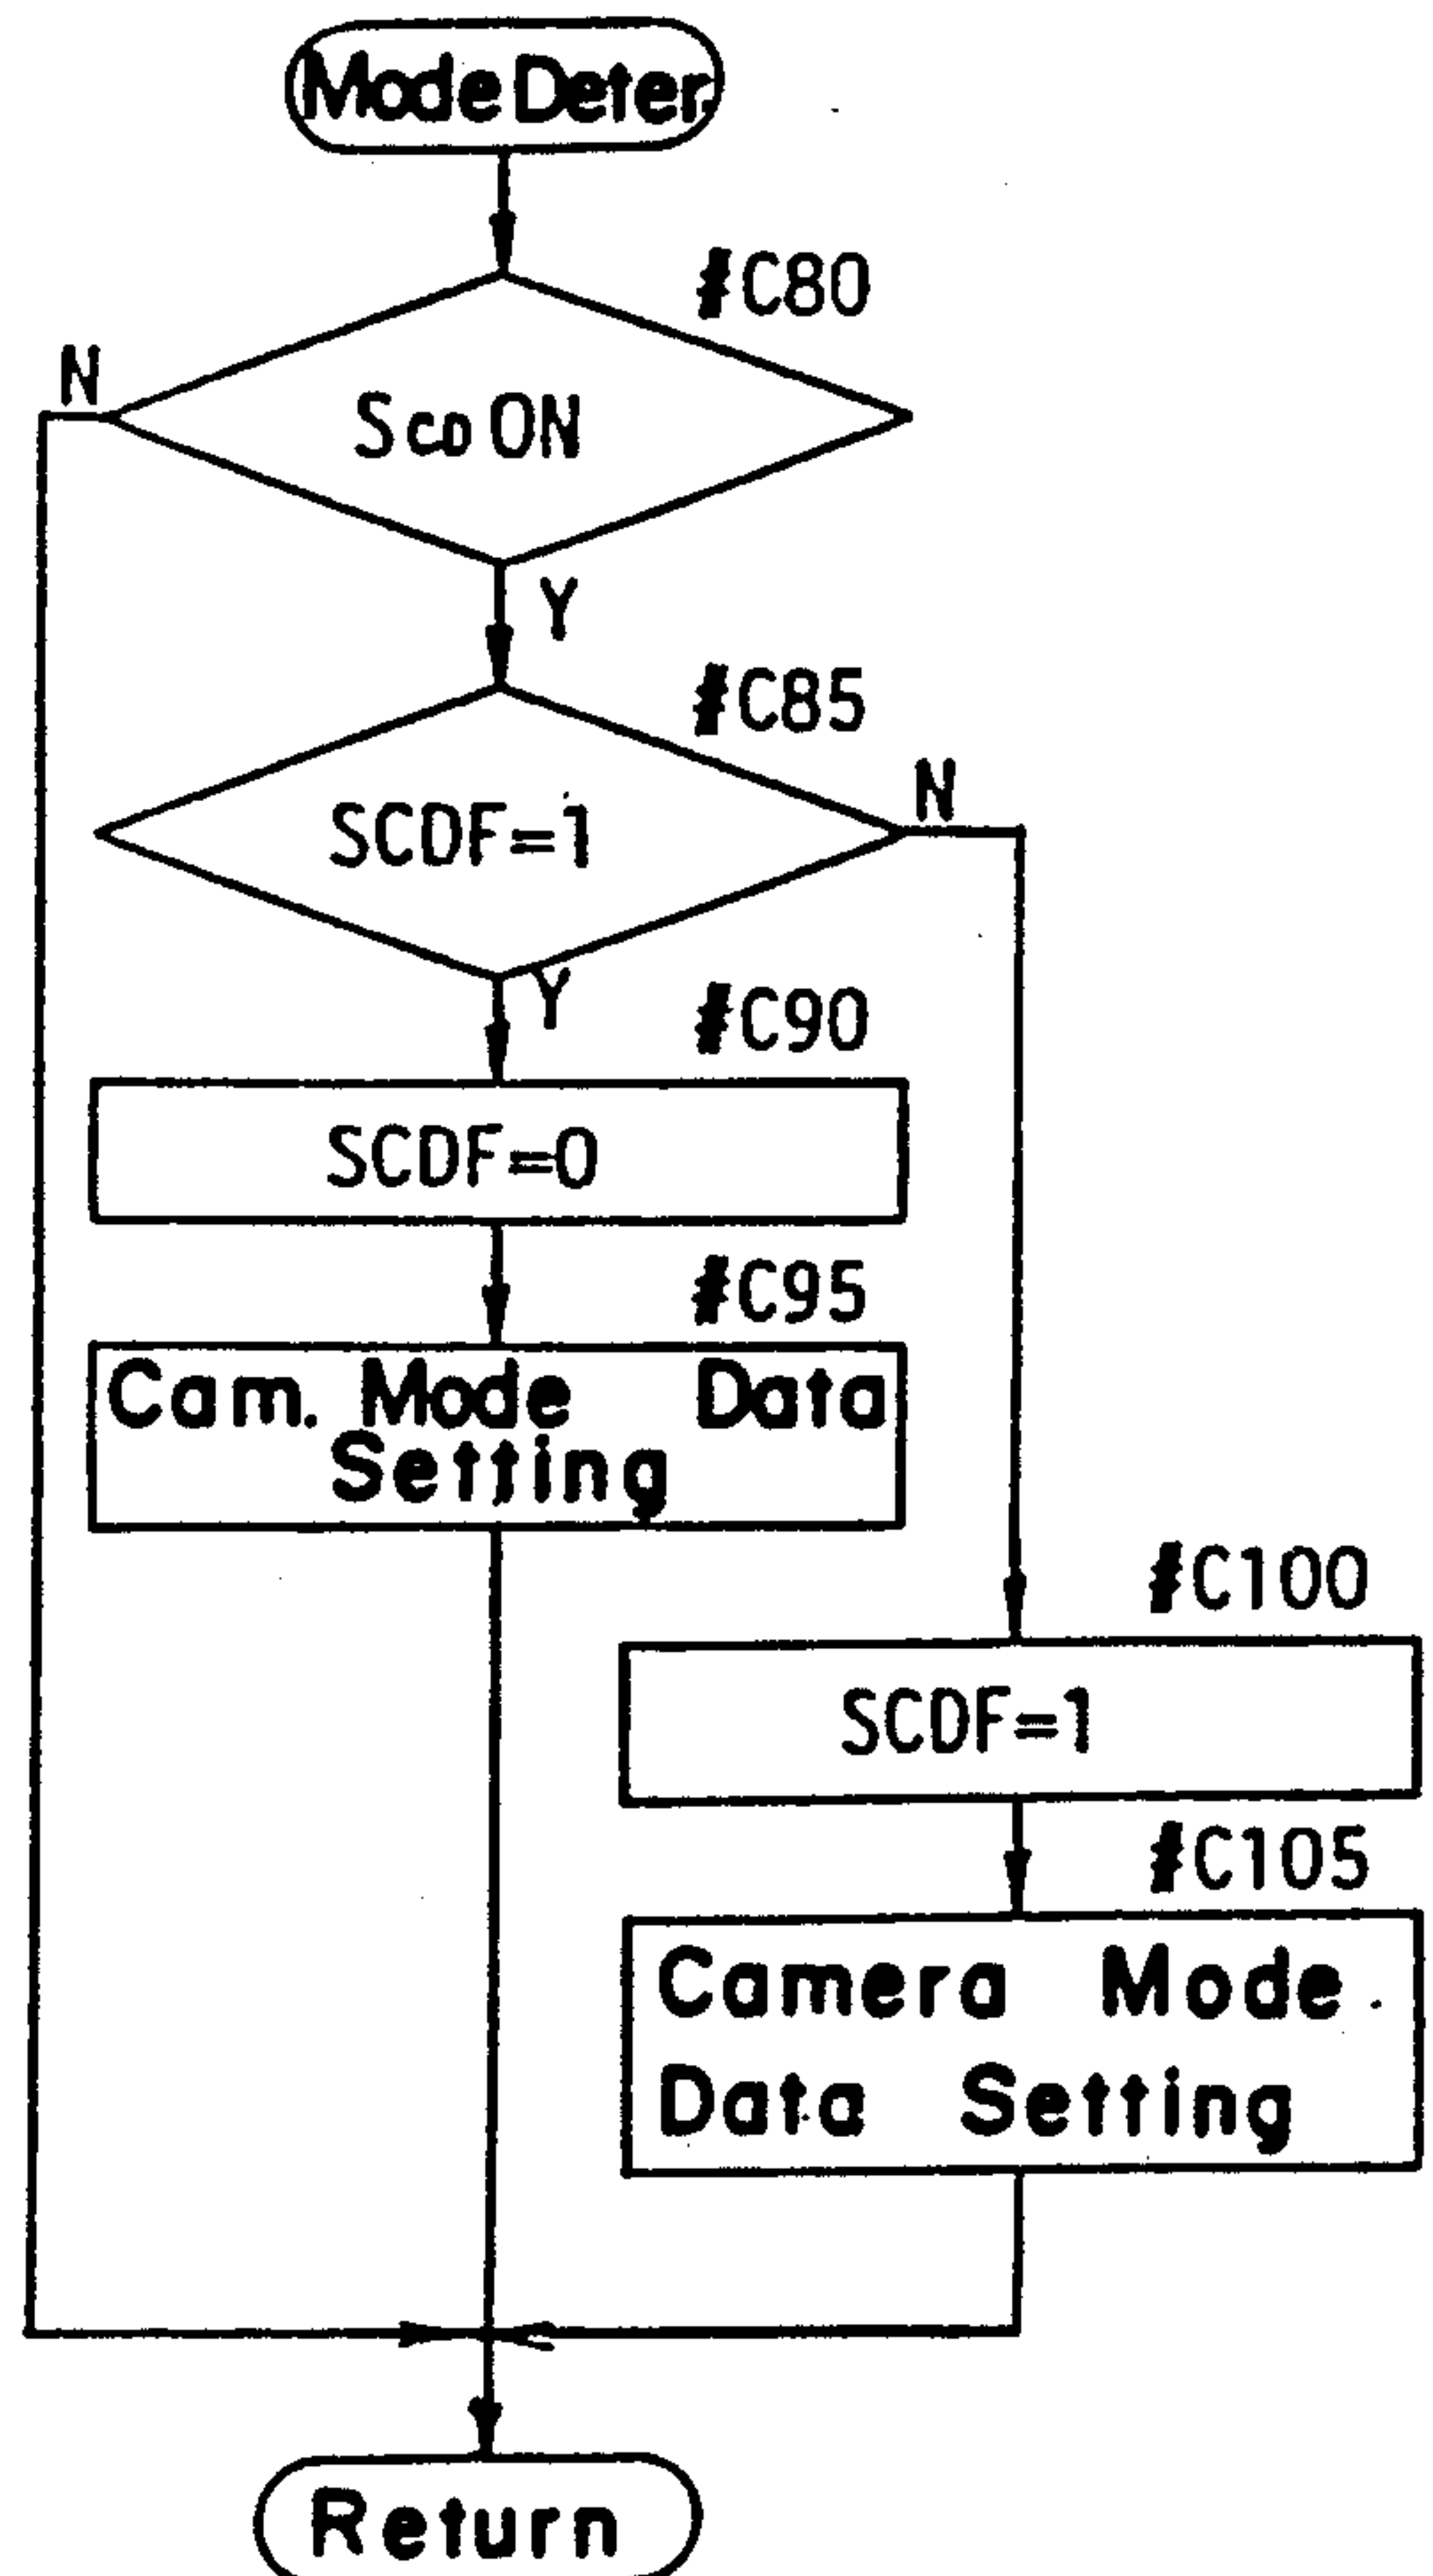 Mode Deter.
#C80
N
SCD ON
Y
#C85
N
SCDF=1
Y
#C90
SCDF=0
#C95
Cam. Mode Data
Setting
#C100
SCDF=1
#C105
Camera Mode
Data Setting
Return